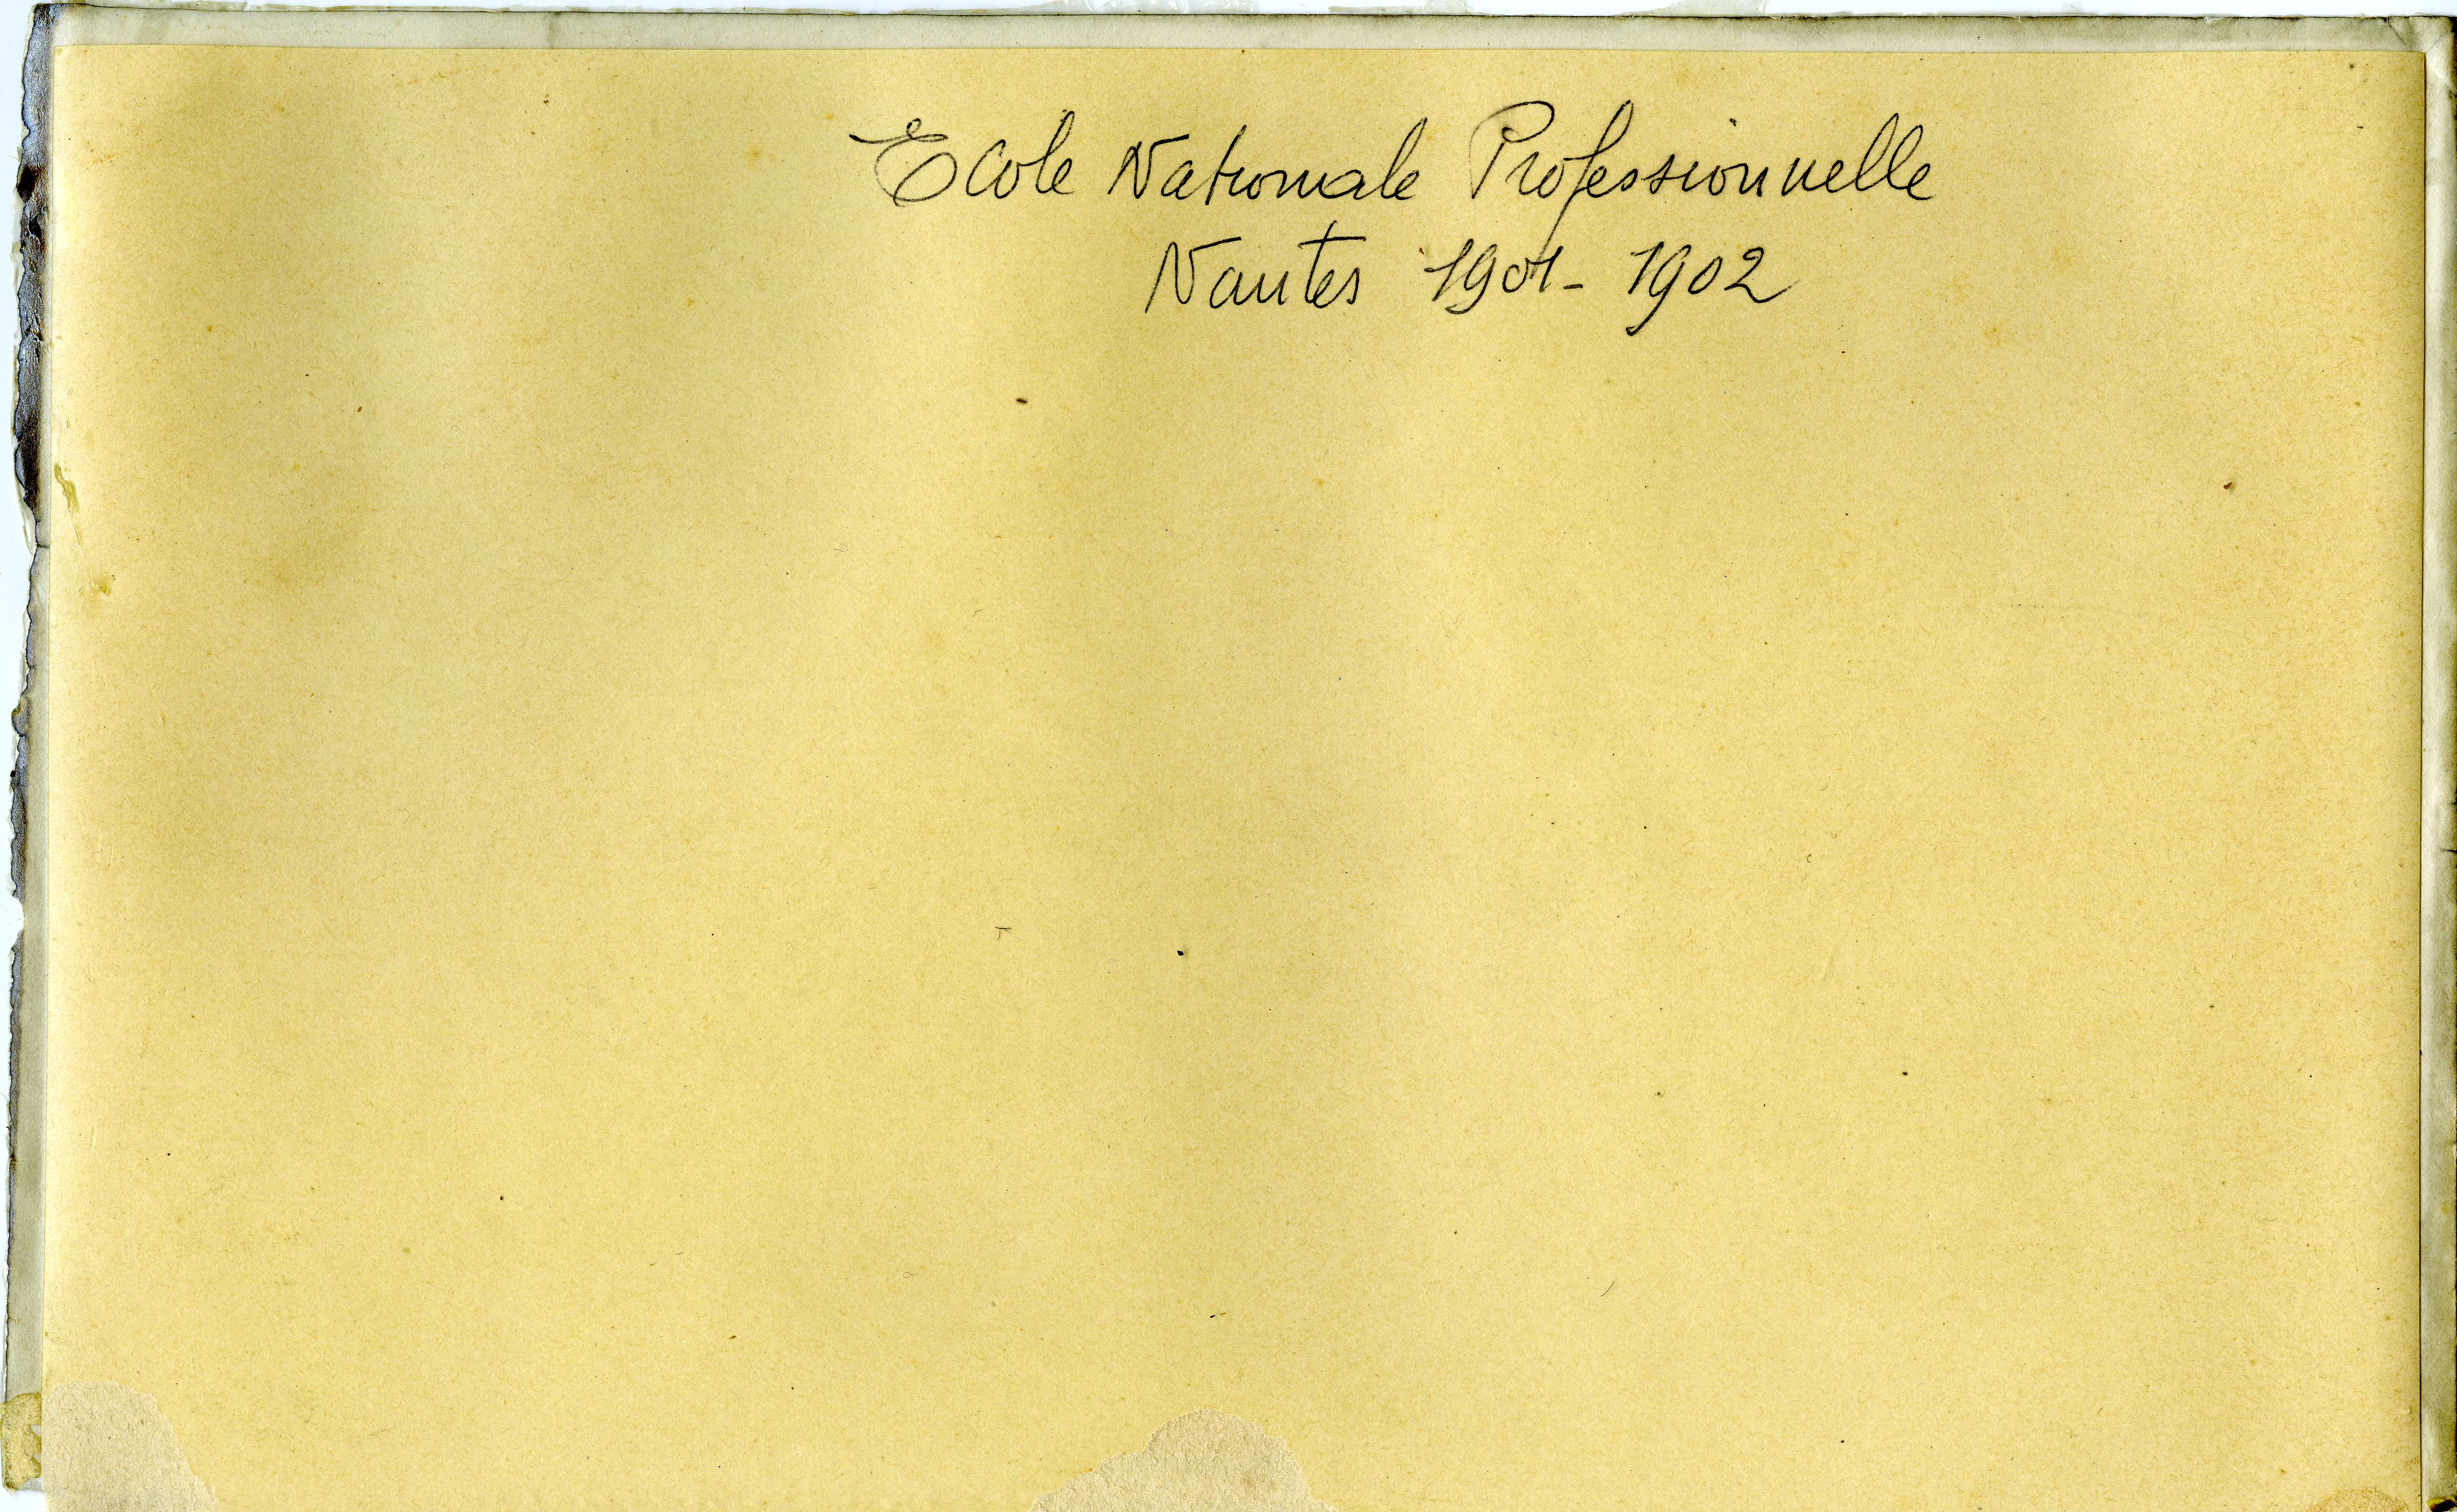 Ecole Nationale Professionnelle
Nantes 1901 - 1902